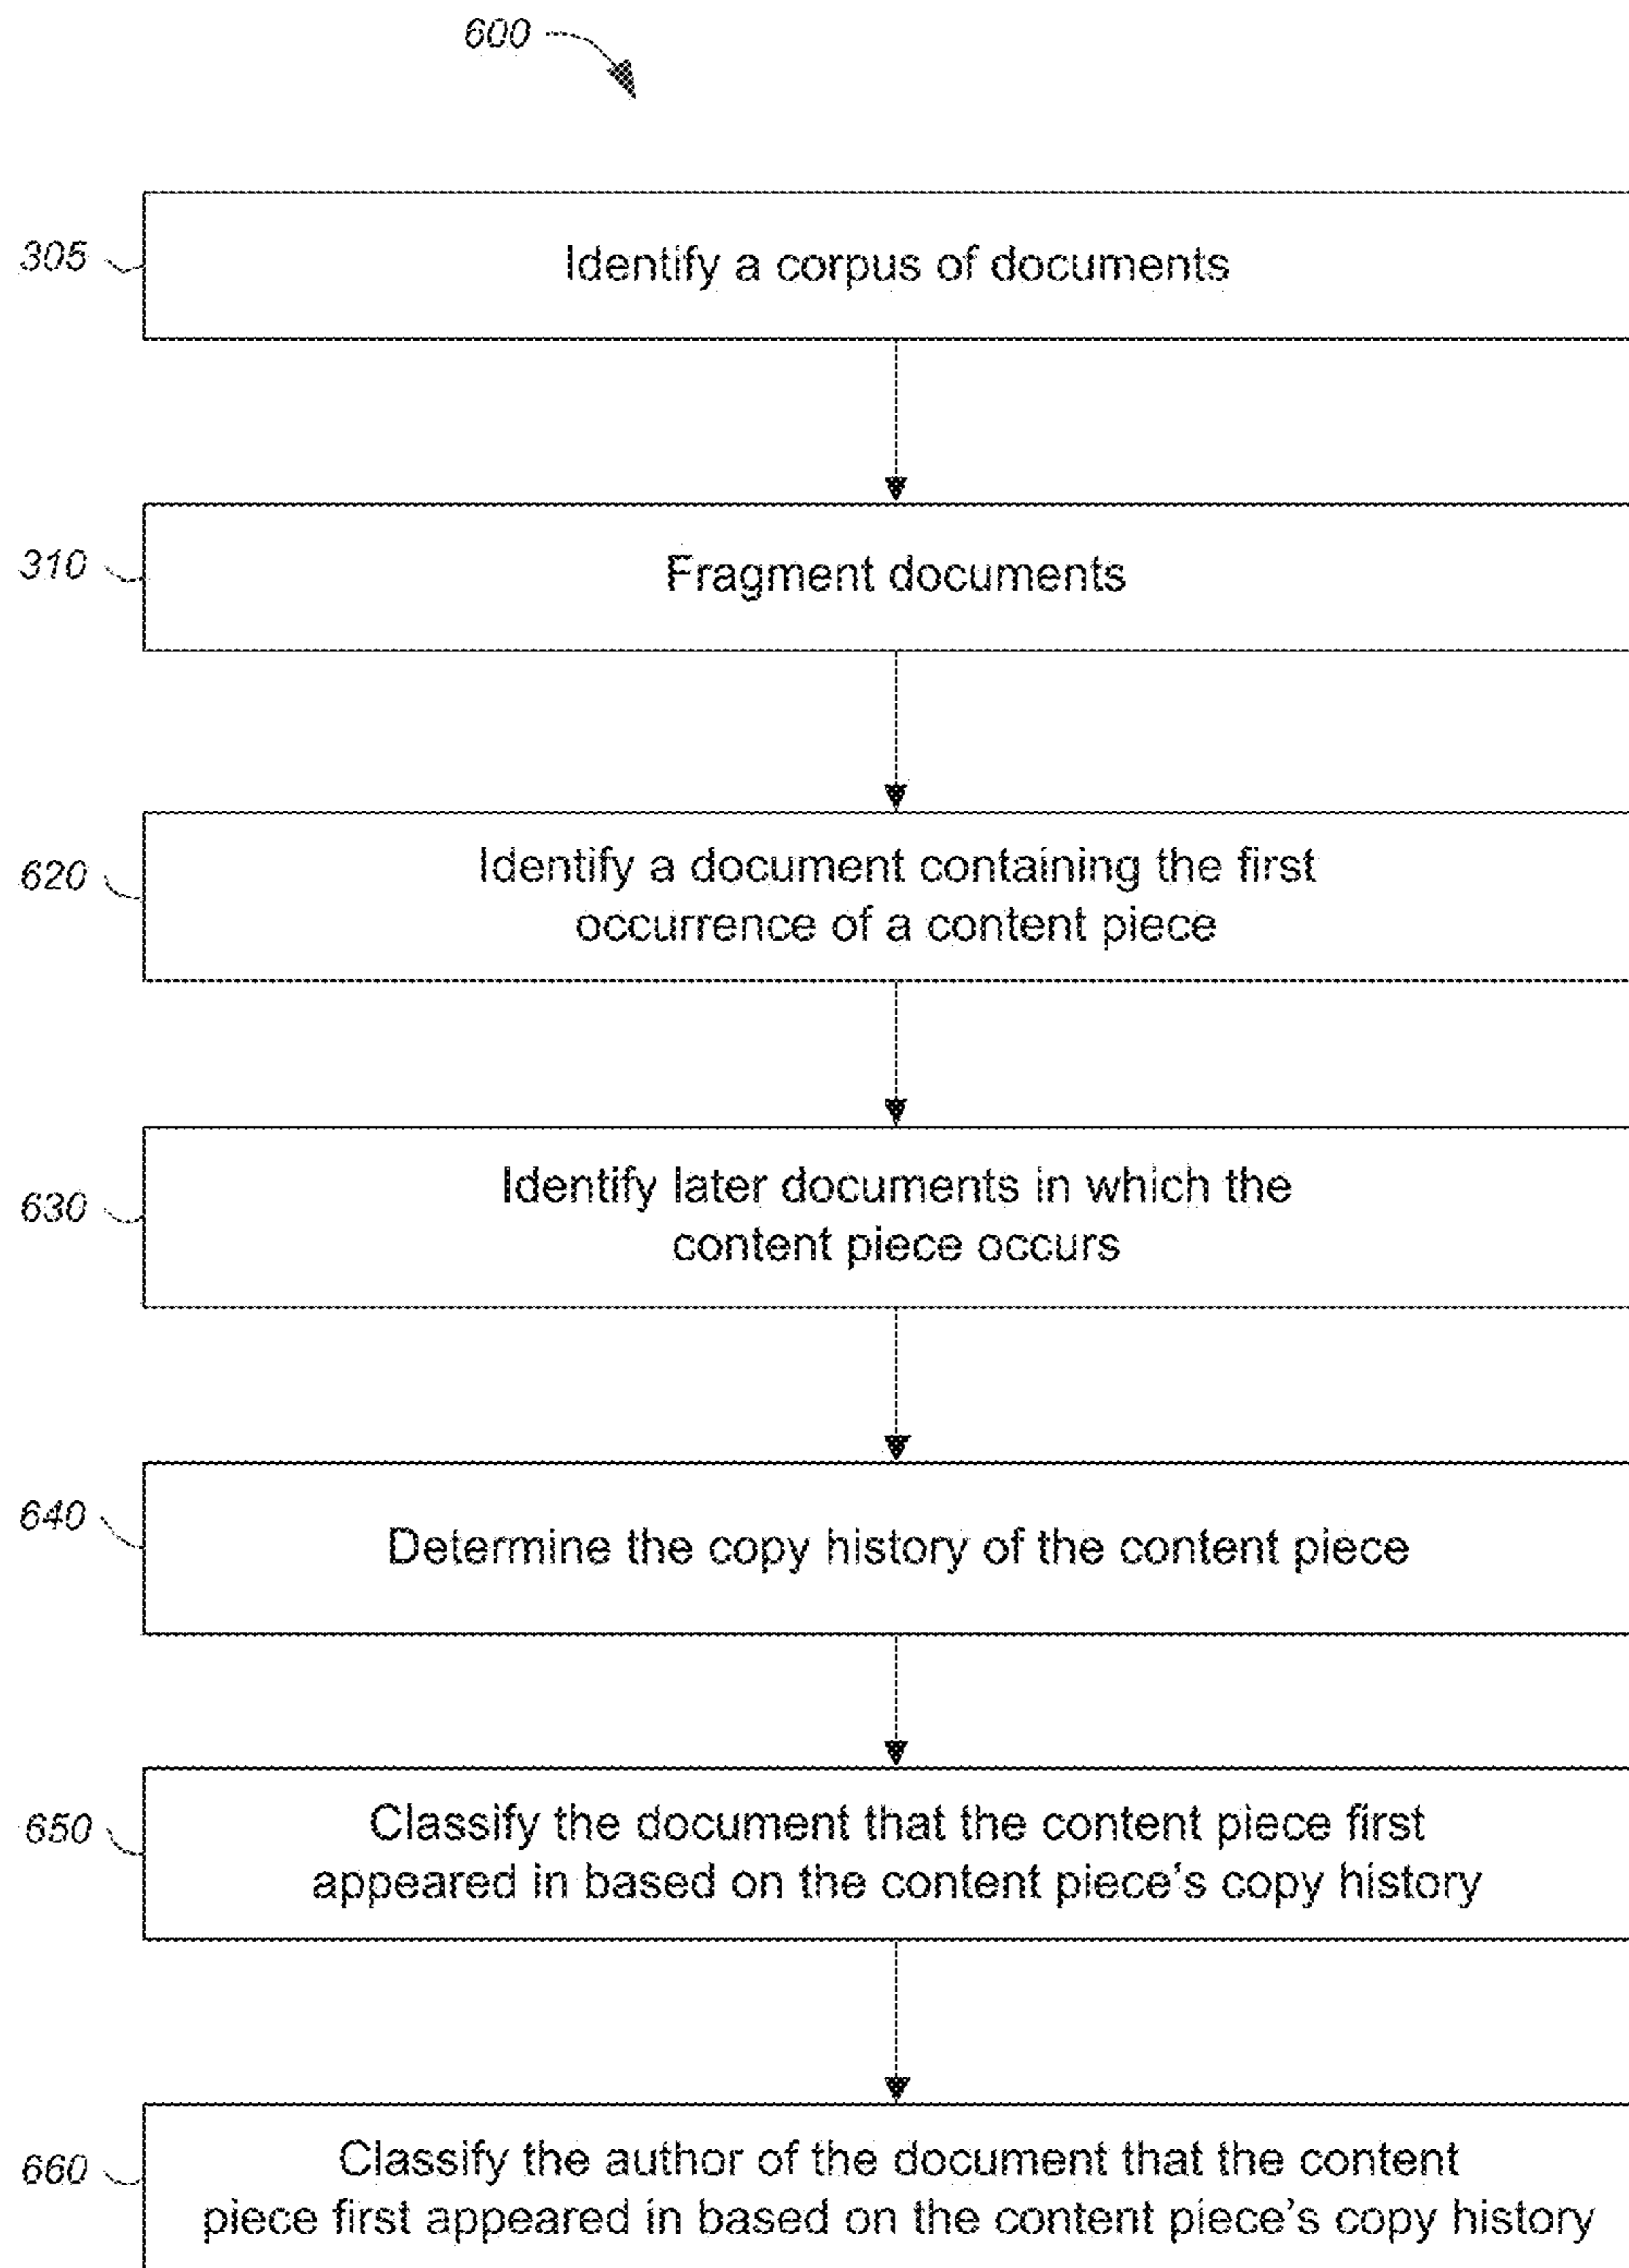 600
305
Identify a corpus of documents
310
Fragment documents
620
Identify a document containing the first
occurrence of a content piece
630
Identify later documents in which the
content piece occurs
640
Determine the copy history of the content piece
650
Classify the document that the content piece first
appeared in based on the content piece's copy history
660
Classify the author of the document that the content
piece first appeared in based on the content piece's copy history